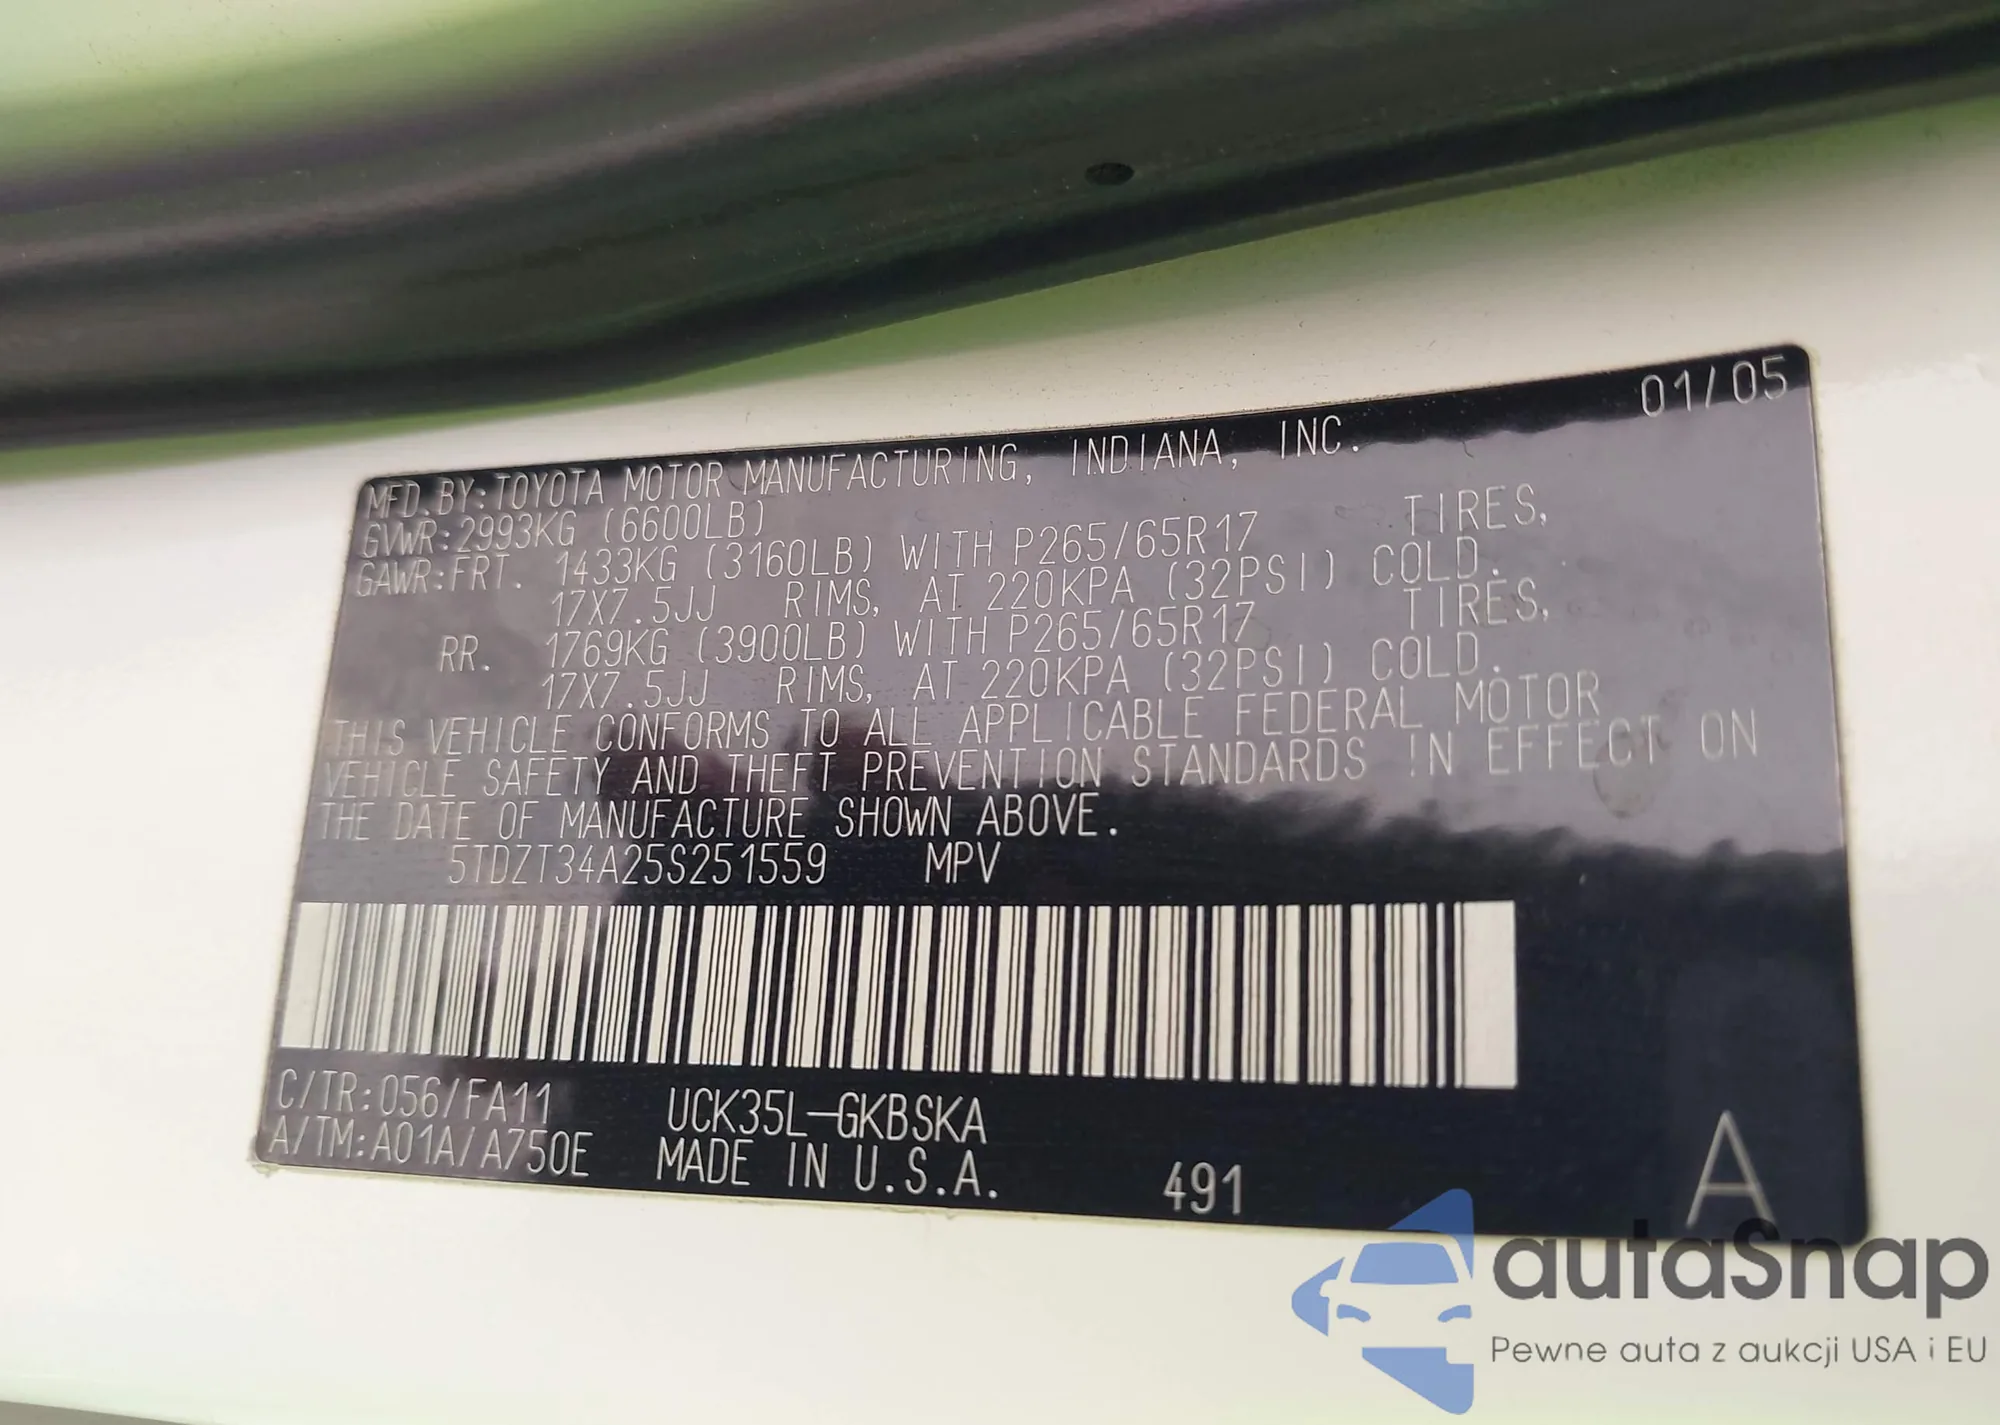 01/05
MFD.BY:TOYOTA MOTOR MANUFACTURING, INDIANA, INC.
GVWR:2993KG (6600LB)
GAWR:FRT. 1433KG (3160LB) WITH P265/65R17 TIRES,
17X7.5JJ RIMS, AT 220KPA (32PSI) COLD.
RR. 1769KG (3900LB) WITH P265/65R17 TIRES,
17X7.5JJ RIMS, AT 220KPA (32PSI) COLD.
THIS VEHICLE CONFORMS TO ALL APPLICABLE FEDERAL MOTOR
VEHICLE SAFETY AND THEFT PREVENTION STANDARDS IN EFFECT ON
THE DATE OF MANUFACTURE SHOWN ABOVE.
5TDZT34A25S251559 MPV
C/TR:056/FA11 UCK35L-GKBSKA
A/TM:A01A/A750E MADE IN U.S.A. 491
A
autaSnap
Pewne auta z aukcji USA i EU